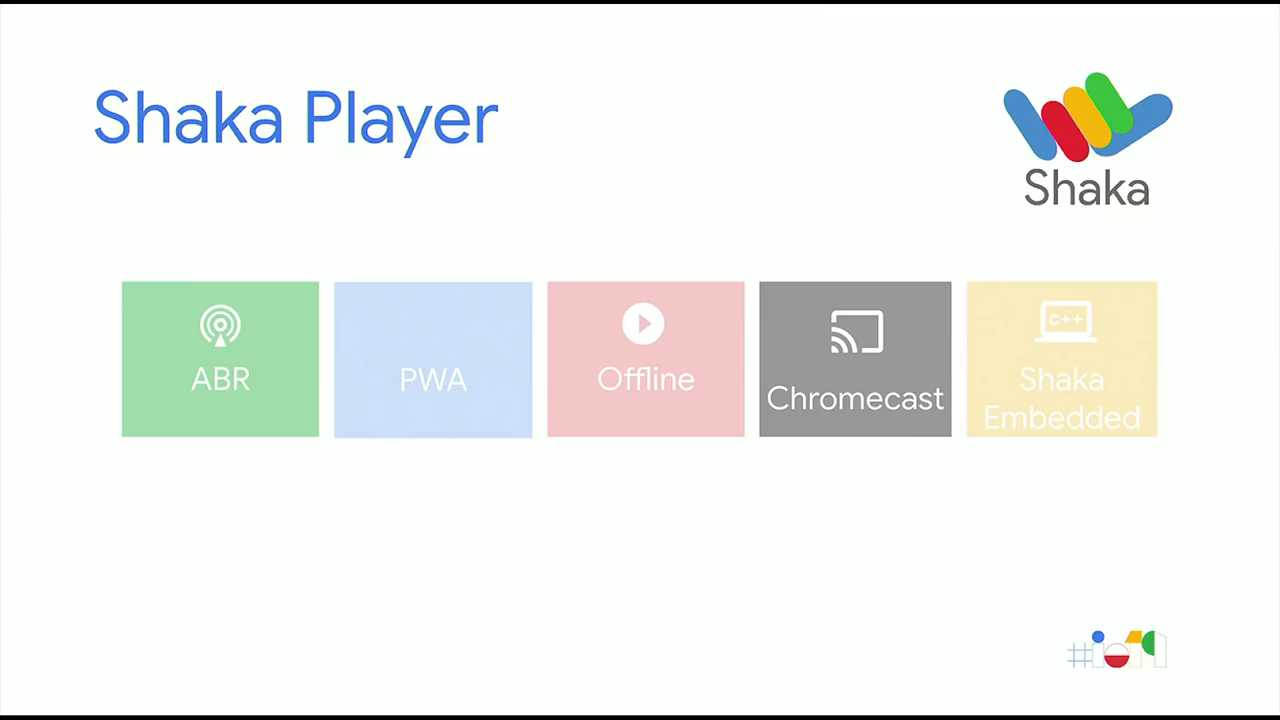 Shaka Player
Shaka
ABR
PWA
Offline
Chromecast
C++
Shaka
Embedded
#io19